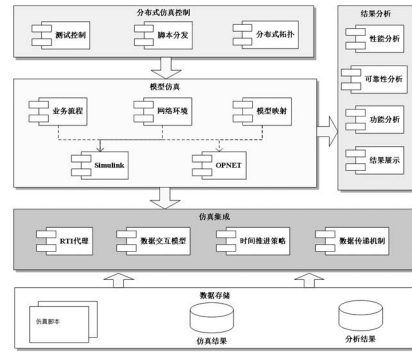 分布式仿真控制
测试控制
脚本分发
分布式拓扑
模型仿真
业务流程
网络环境
模型映射
Simulink
OPNET
结果分析
性能分析
可靠性分析
功能分析
结果展示
仿真集成
RTI代理
数据交互模型
时间推进策略
数据传递机制
数据存储
仿真脚本
仿真结果
分析结果